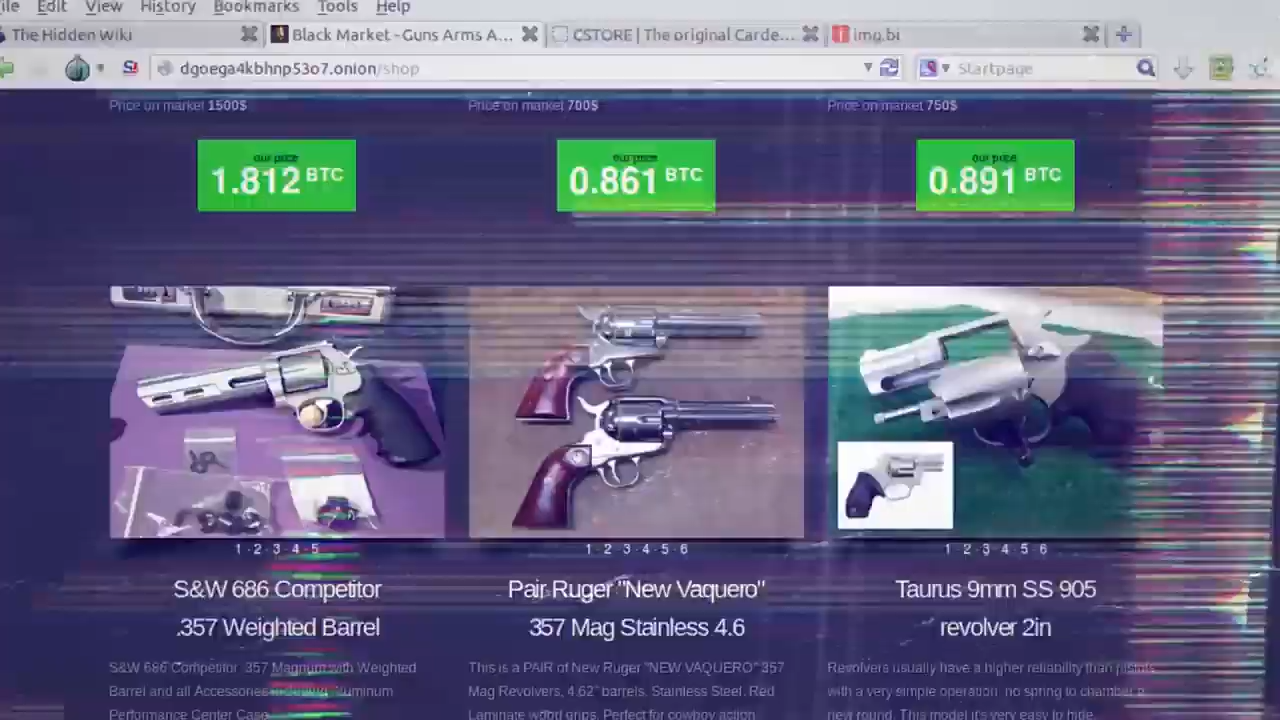 ile Edit View History Bookmarks Tools Help
The Hidden Wiki Black Market - Guns Arms A... CSTORE | The original Carde... img.bi
dgoega4kbhnp53o7.onion/shop Startpage
Price on market 1500$ Price on market 700$ Price on market 750$
our price our price our price
1.812 BTC 0.861 BTC 0.891 BTC
1 - 2 - 3 - 4 - 5 1 - 2 - 3 - 4 - 5 - 6 1 - 2 - 3 - 4 - 5 - 6
S&W 686 Competitor Pair Ruger "New Vaquero" Taurus 9mm SS 905
.357 Weighted Barrel 357 Mag Stainless 4.6 revolver 2in
S&W 686 Competitor .357 Magnum with Weighted This is a PAIR of New Ruger "NEW VAQUERO" 357 Revolvers usually have a higher reliability than pistols
Barrel and all Accessories Aluminum Mag Revolvers, 4.62" barrels, Stainless Steel, Red with a very simple operation, no spring to chamber a
Performance Center Case Laminate wood grips. Perfect for cowboy action new round. This model it's very easy to hide